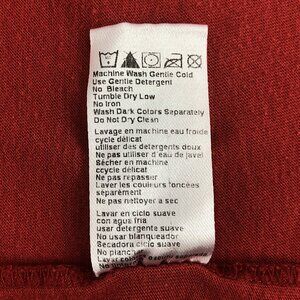 Machine Wash Gentle Cold
Use Gentle Detergent
No Bleach
Tumble Dry Low
No Iron
Wash Dark Colors Separately
Do Not Dry Clean
Lavage en machine eau froide
cycle délicat
utiliser des detergents doux
Ne pas utiliser d'eau de javel
Sécher en machine
ccycle délicat
Ne pas repasser
Laver les couleurs foncées
séparément
Ne pas nettoyer a sec
Lavar en ciclo suave
con agua fria
usar detergente suave
No usar blanqueador
Secadora ciclo suave
No planchar